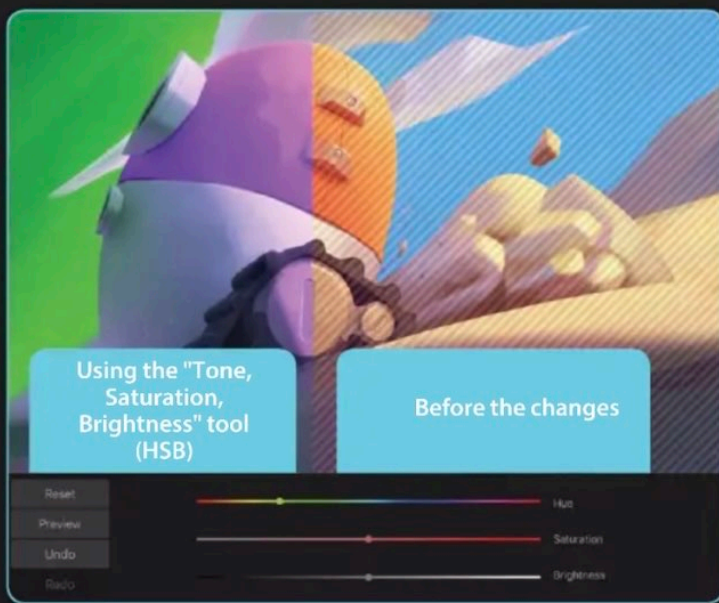 Using the "Tone,
Saturation,
Brightness" tool
(HSB)
Before the changes
Reset
Preview
Undo
Redo
Hue
Saturation
Brightness